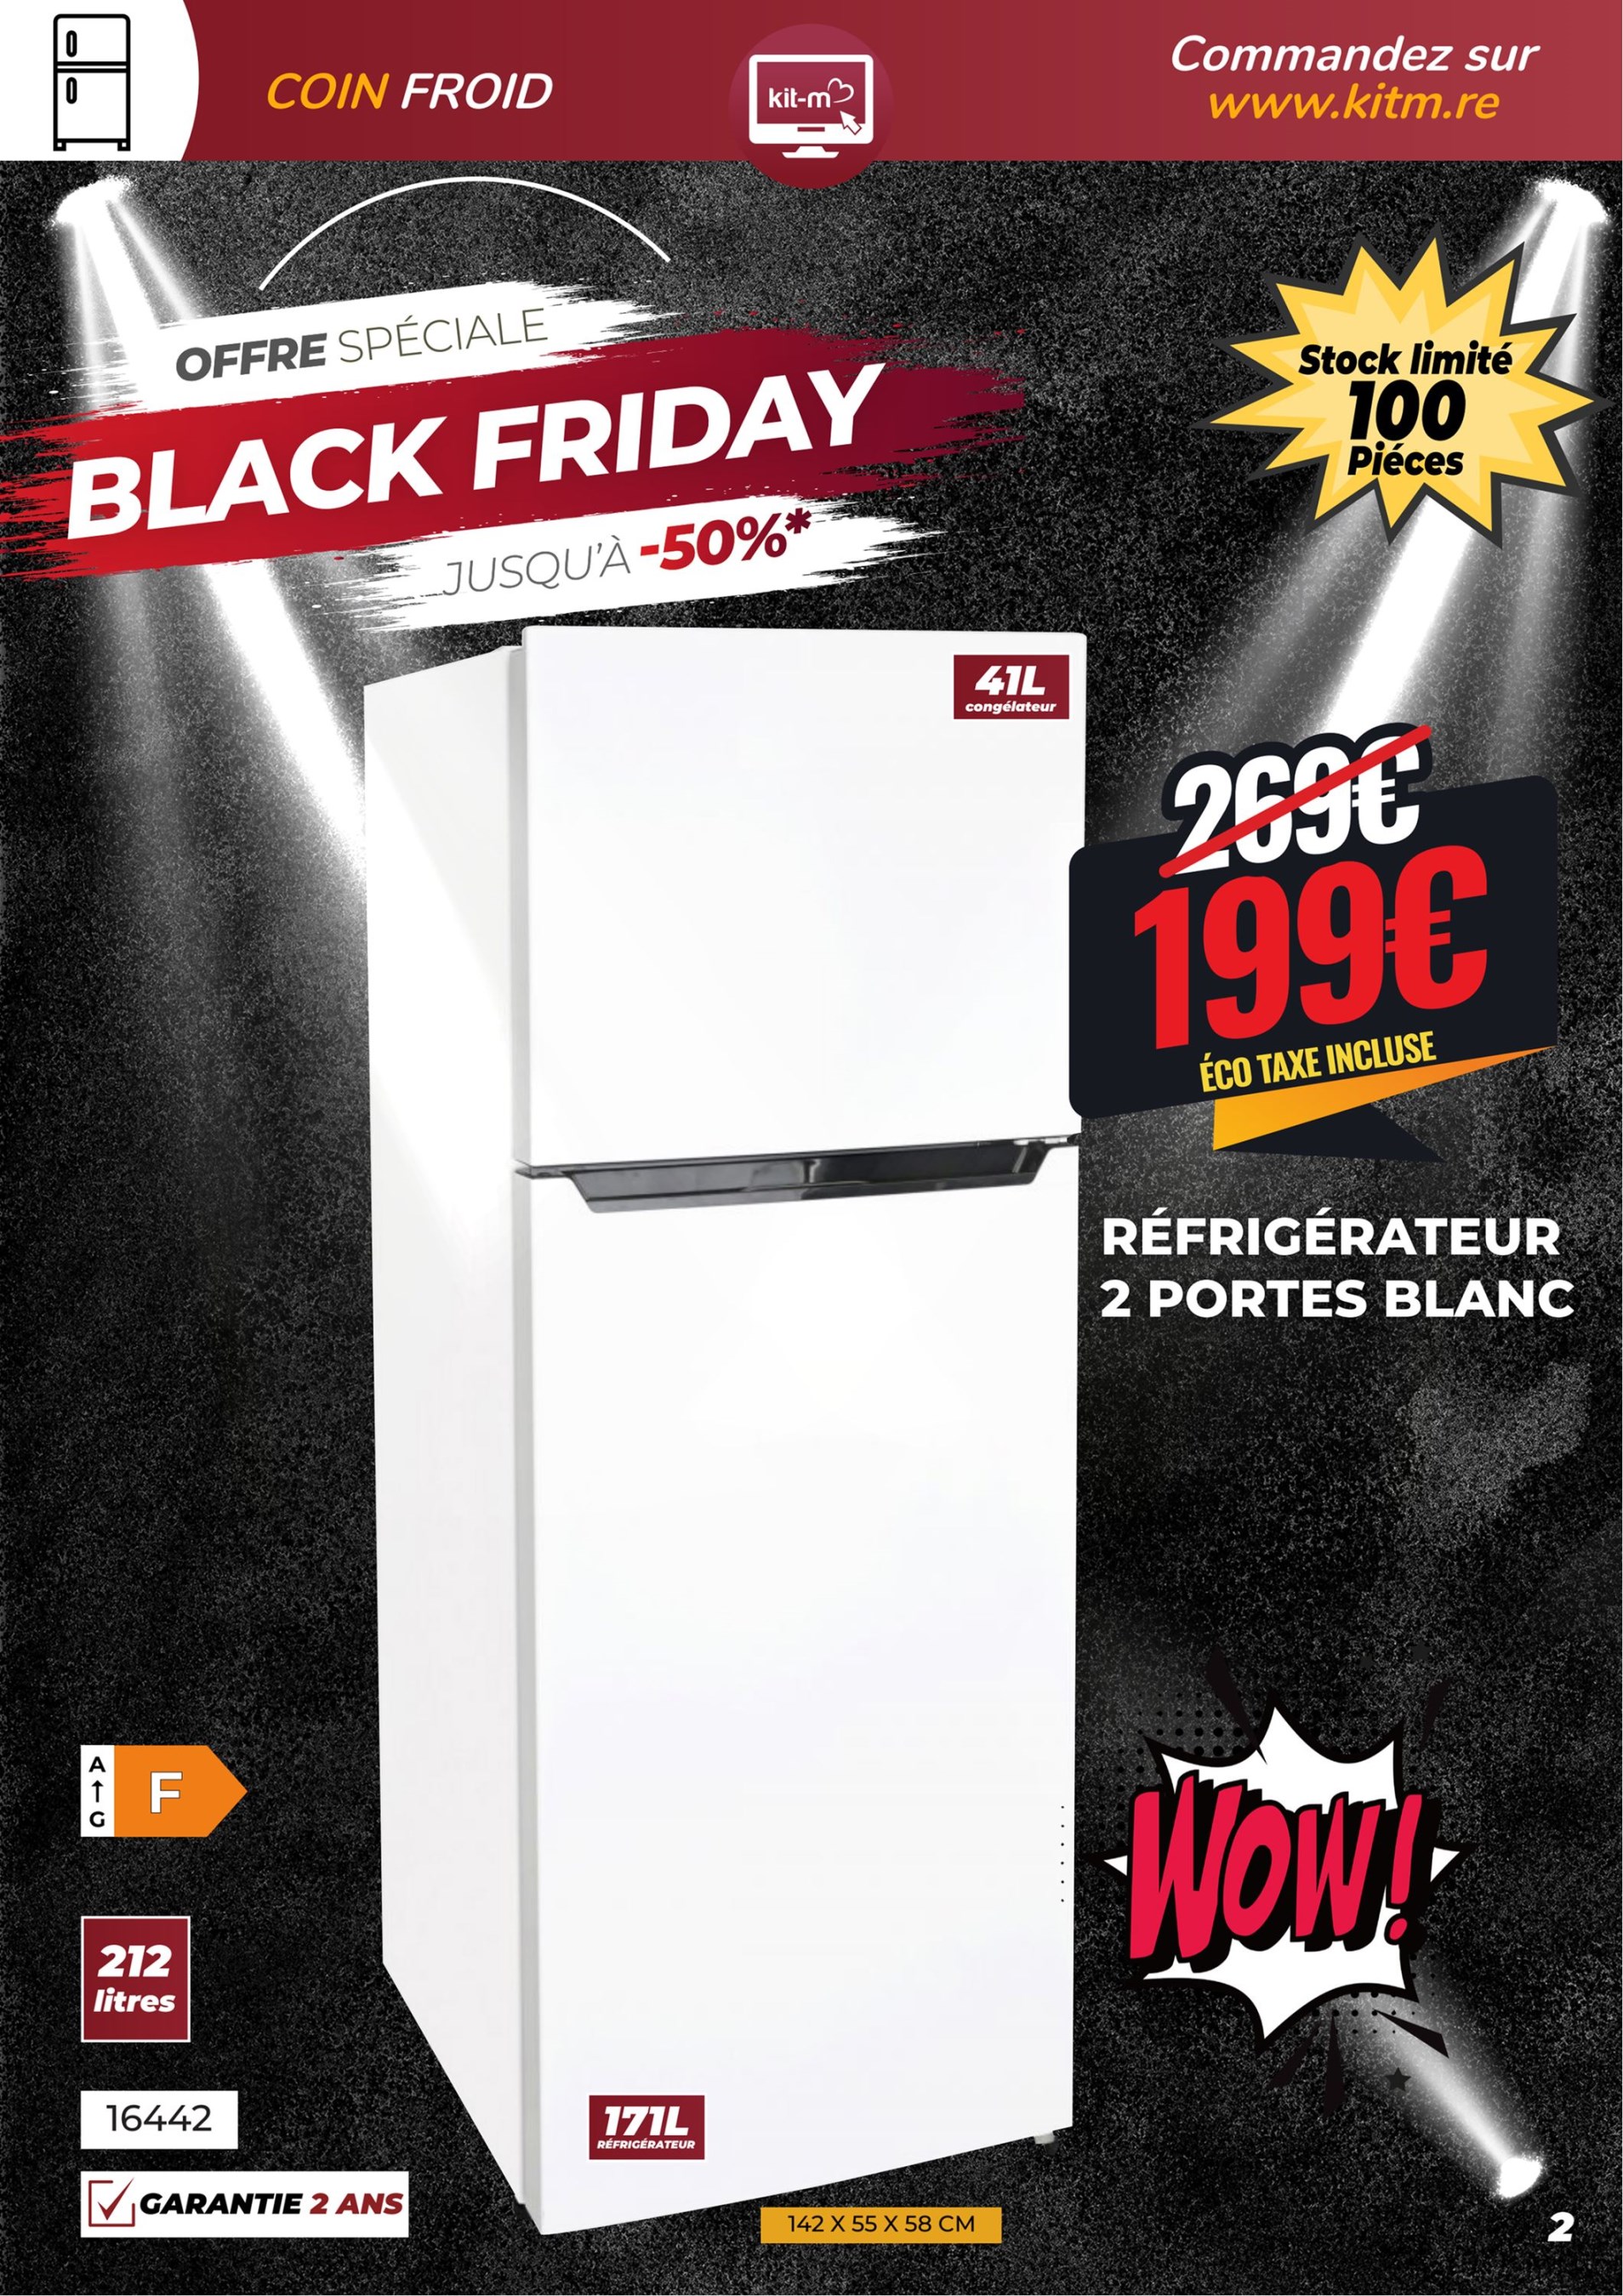 COIN FROID
kit-m
Commandez sur
www.kitm.re
OFFRE SPÉCIALE
BLACK FRIDAY
JUSQU'À -50%*
Stock limité
100
Piéces
41L
congélateur
269€
199€
ÉCO TAXE INCLUSE
RÉFRIGÉRATEUR
2 PORTES BLANC
A
G
F
WOW!
212
litres
16442
171L
RÉFRIGÉRATEUR
GARANTIE 2 ANS
142 X 55 X 58 CM
2